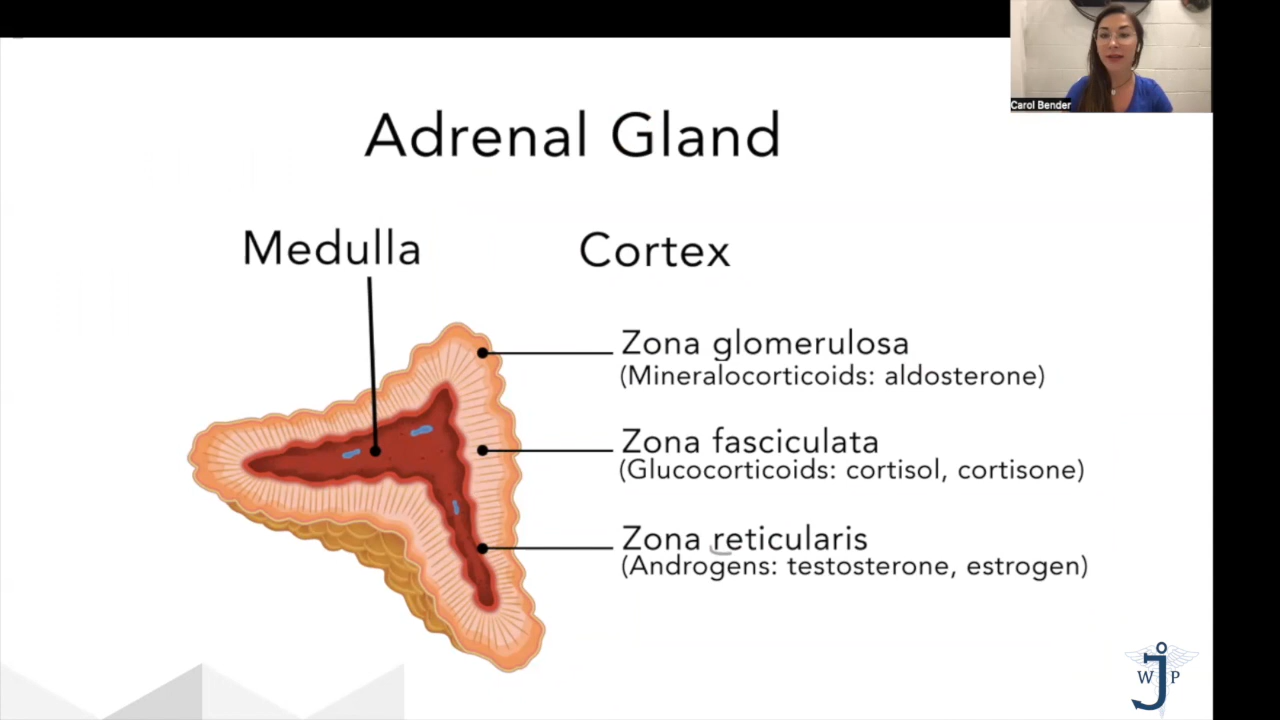 Carol Bender
Adrenal Gland
Medulla
Cortex
Zona glomerulosa
(Mineralocorticoids: aldosterone)
Zona fasciculata
(Glucocorticoids: cortisol, cortisone)
Zona reticularis
(Androgens: testosterone, estrogen)
W J P